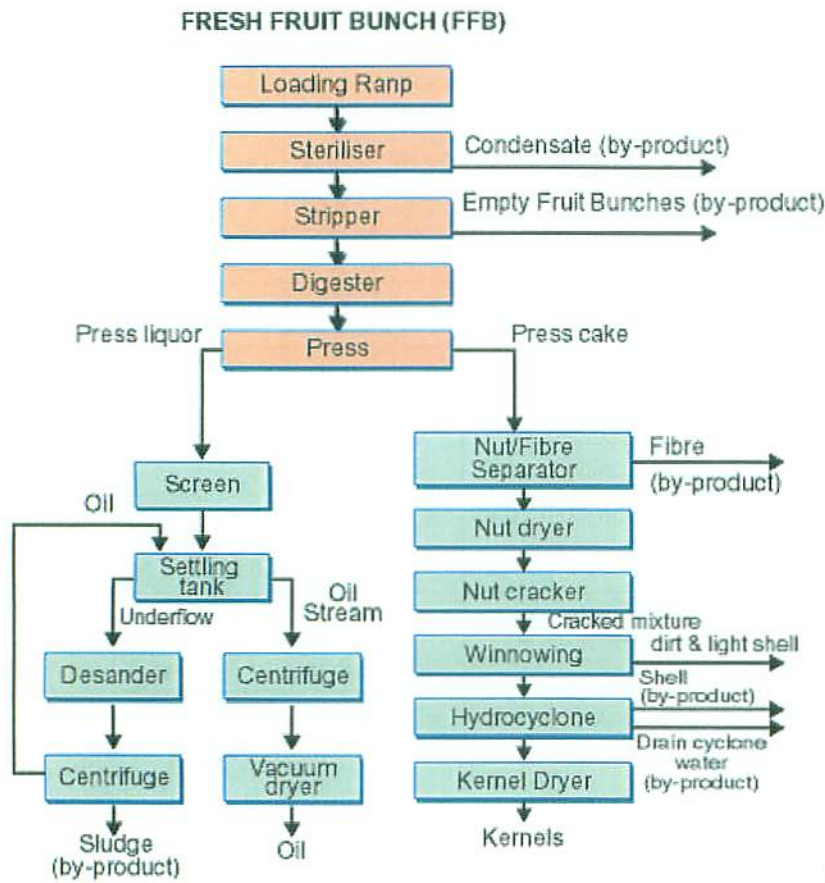 FRESH FRUIT BUNCH (FFB)
Loading Ranp
Steriliser
Condensate (by-product)
Stripper
Empty Fruit Bunches (by-product)
Digester
Press liquor
Press
Press cake
Nut/Fibre
Separator
Fibre
(by-product)
Screen
Oil
Nut dryer
Settling
tank
Underflow
Oil
Stream
Nut cracker
Cracked mixture
Desander
Centrifuge
Winnowing
dirt & light shell
Shell
(by-product)
Hydrocyclone
Drain cyclone
water
(by-product)
Centrifuge
Vacuum
dryer
Kernel Dryer
Sludge
(by-product)
Oil
Kernels